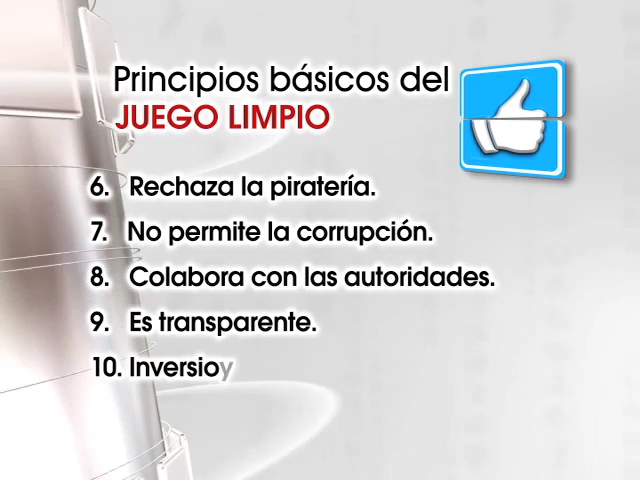 Principios básicos del
JUEGO LIMPIO
6. Rechaza la piratería.
7. No permite la corrupción.
8. Colabora con las autoridades.
9. Es transparente.
10. Inversioy